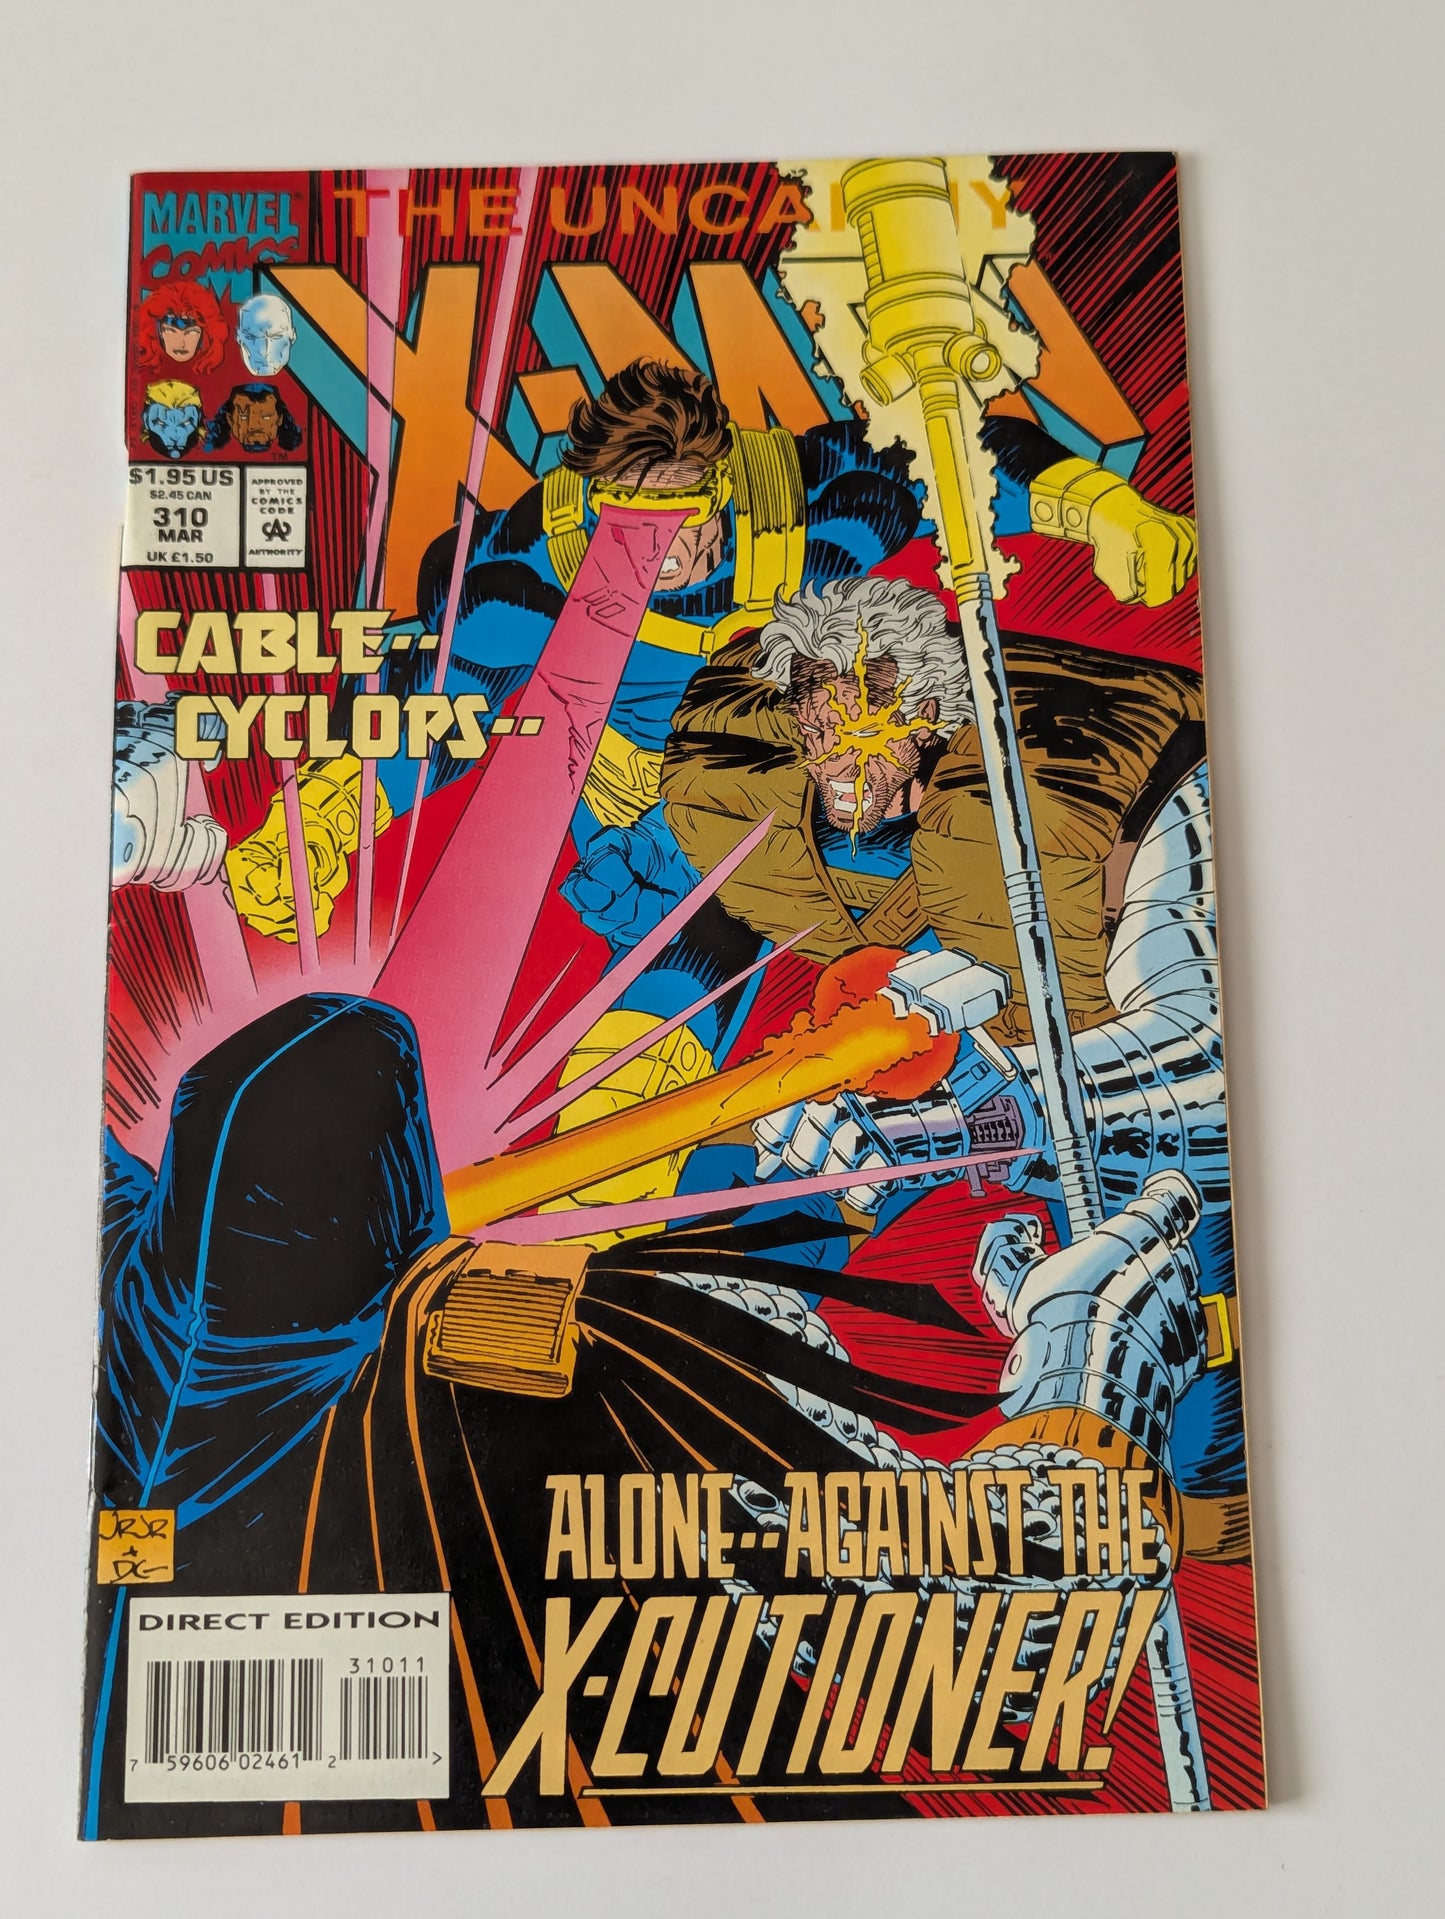 MARVEL
COMICS
THE UNCANNY
X-MEN
TM
$1.95 US
$2.45 CAN
310
MAR
UK £1.50
APPROVED
BY THE
COMICS
CODE
AUTHORITY
CABLE--
CYCLOPS--
JRJR
+
DG
ALONE--AGAINST THE
X-CUTIONER!
DIRECT EDITION
31011
7 59606 02461 2 >